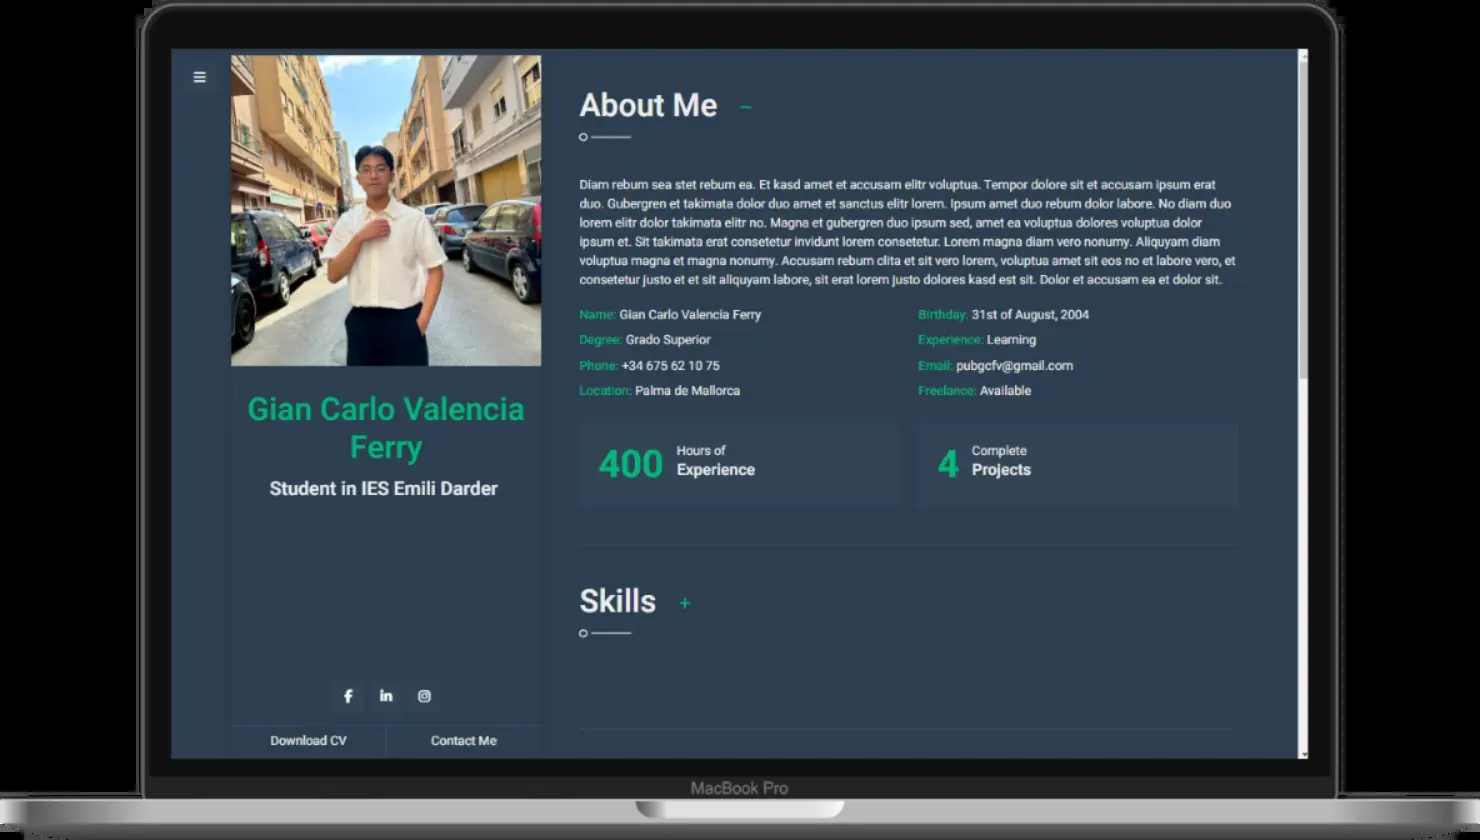 Gian Carlo Valencia
Ferry
Student in IES Emili Darder
Download CV
Contact Me
About Me −
Diam rebum sea stet rebum ea. Et kasd amet et accusam elitr voluptua. Tempor dolore sit et accusam ipsum erat
duo. Gubergren et takimata dolor duo amet et sanctus elitr lorem. Ipsum amet duo rebum dolor labore. No diam duo
lorem elitr dolor takimata elitr no. Magna et gubergren duo ipsum sed, amet ea voluptua dolores voluptua dolor
ipsum et. Sit takimata erat consetetur invidunt lorem consetetur. Lorem magna diam vero nonumy. Aliquyam diam
voluptua magna et magna nonumy. Accusam rebum clita et sit vero lorem, voluptua amet sit eos no et labore vero, et
consetetur justo et et sit aliquyam labore, sit erat lorem justo dolores kasd est sit. Dolor et accusam ea et dolor sit.
Name: Gian Carlo Valencia Ferry
Birthday: 31st of August, 2004
Degree: Grado Superior
Experience: Learning
Phone: +34 675 62 10 75
Email: pubgcfv@gmail.com
Location: Palma de Mallorca
Freelance: Available
400 Hours of
Experience
4 Complete
Projects
Skills +
MacBook Pro